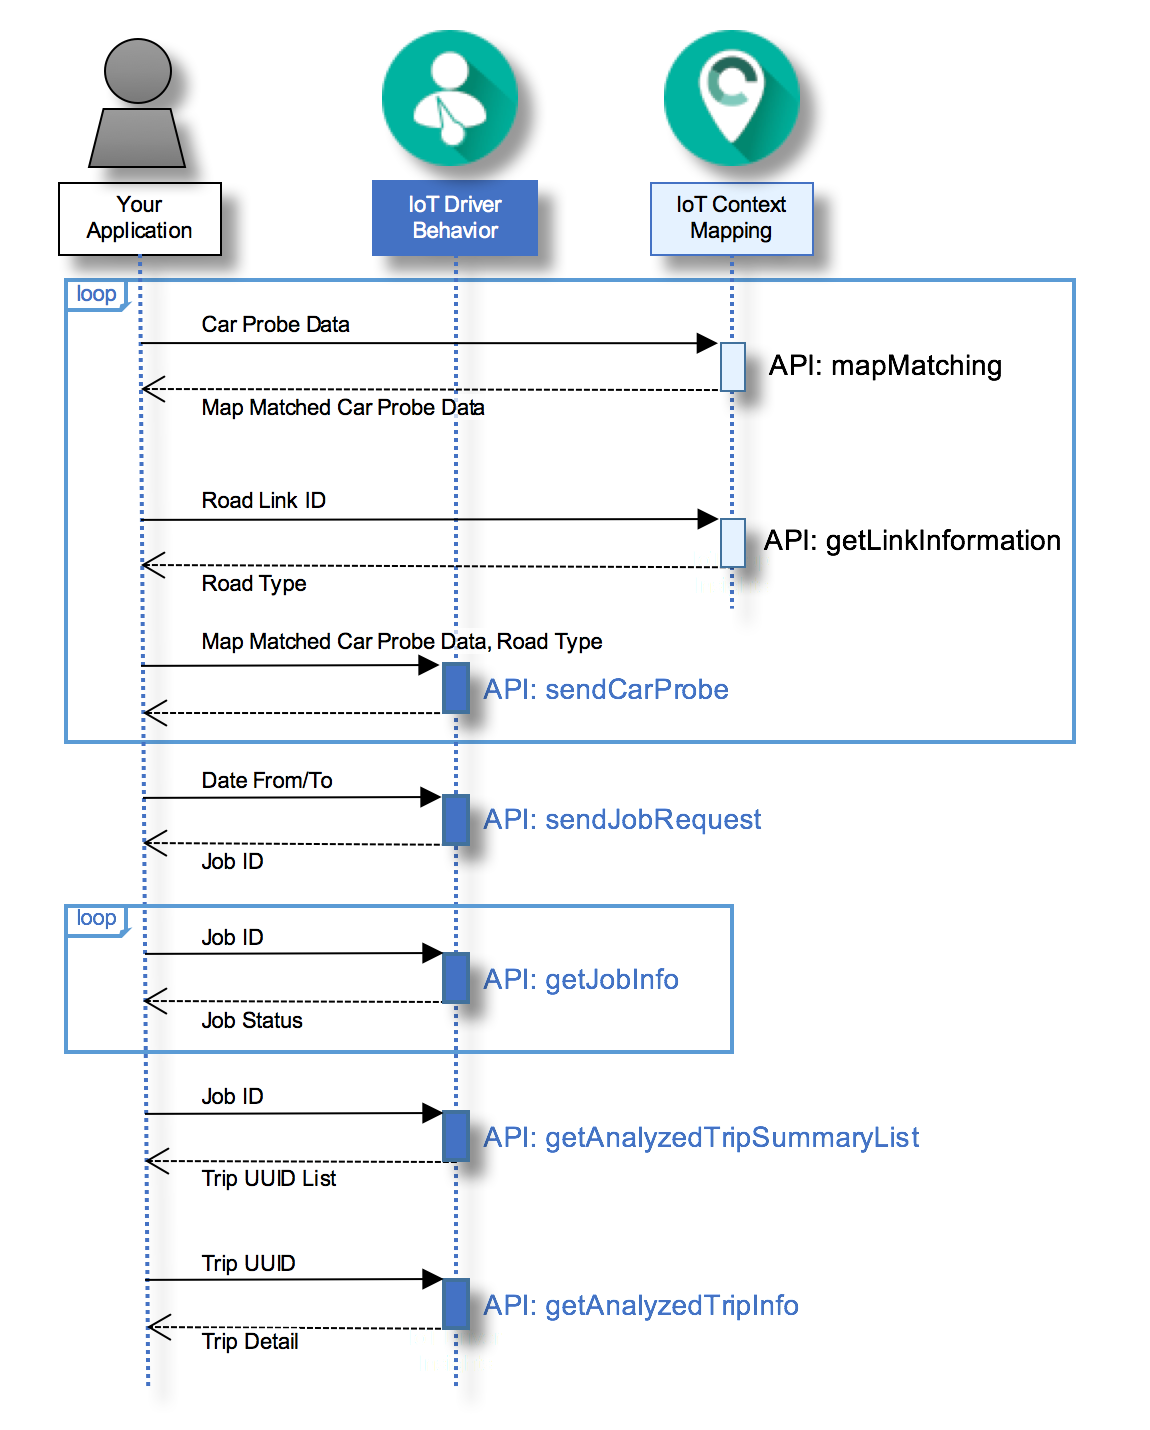 Your
Application
IoT Driver
Behavior
IoT Context
Mapping
loop
Car Probe Data
API: mapMatching
Map Matched Car Probe Data
Road Link ID
API: getLinkInformation
Road Type
Map Matched Car Probe Data, Road Type
API: sendCarProbe
Date From/To
API: sendJobRequest
Job ID
loop
Job ID
API: getJobInfo
Job Status
Job ID
API: getAnalyzedTripSummaryList
Trip UUID List
Trip UUID
API: getAnalyzedTripInfo
Trip Detail